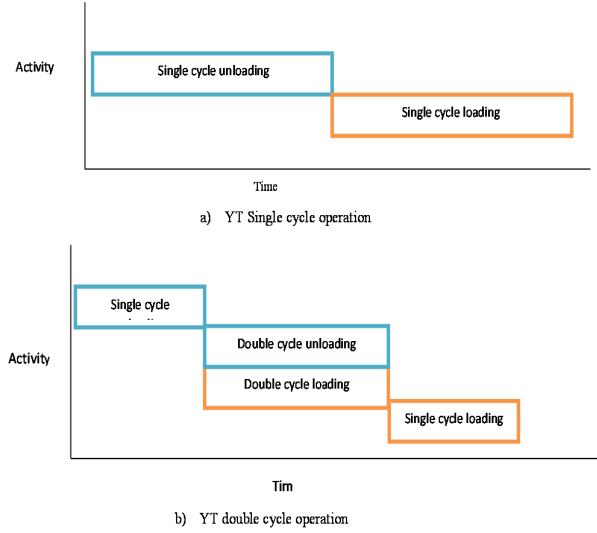 Activity
Single cycle unloading
Single cycle loading
Time
a) YT Single cycle operation
Single cycle
Double cycle unloading
Activity
Double cycle loading
Single cycle loading
Tim
b) YT double cycle operation